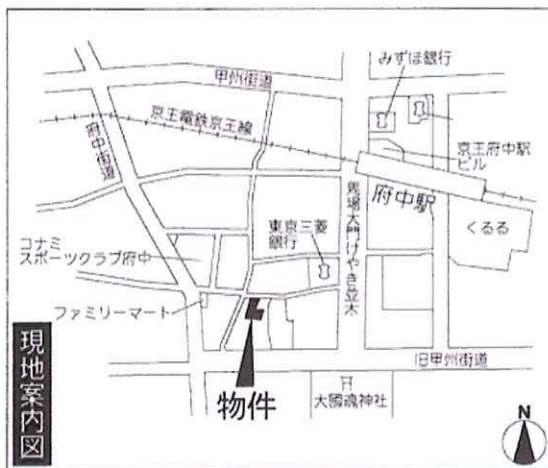 みずほ銀行
甲州街道
京王電鉄京王線
府中街道
京王府中駅
ビル
府中駅
馬場大門けやき並木
くるる
東京三菱
銀行
コナミ
スポーツクラブ府中
ファミリーマート
旧甲州街道
大國魂神社
物件
現地案内図
N